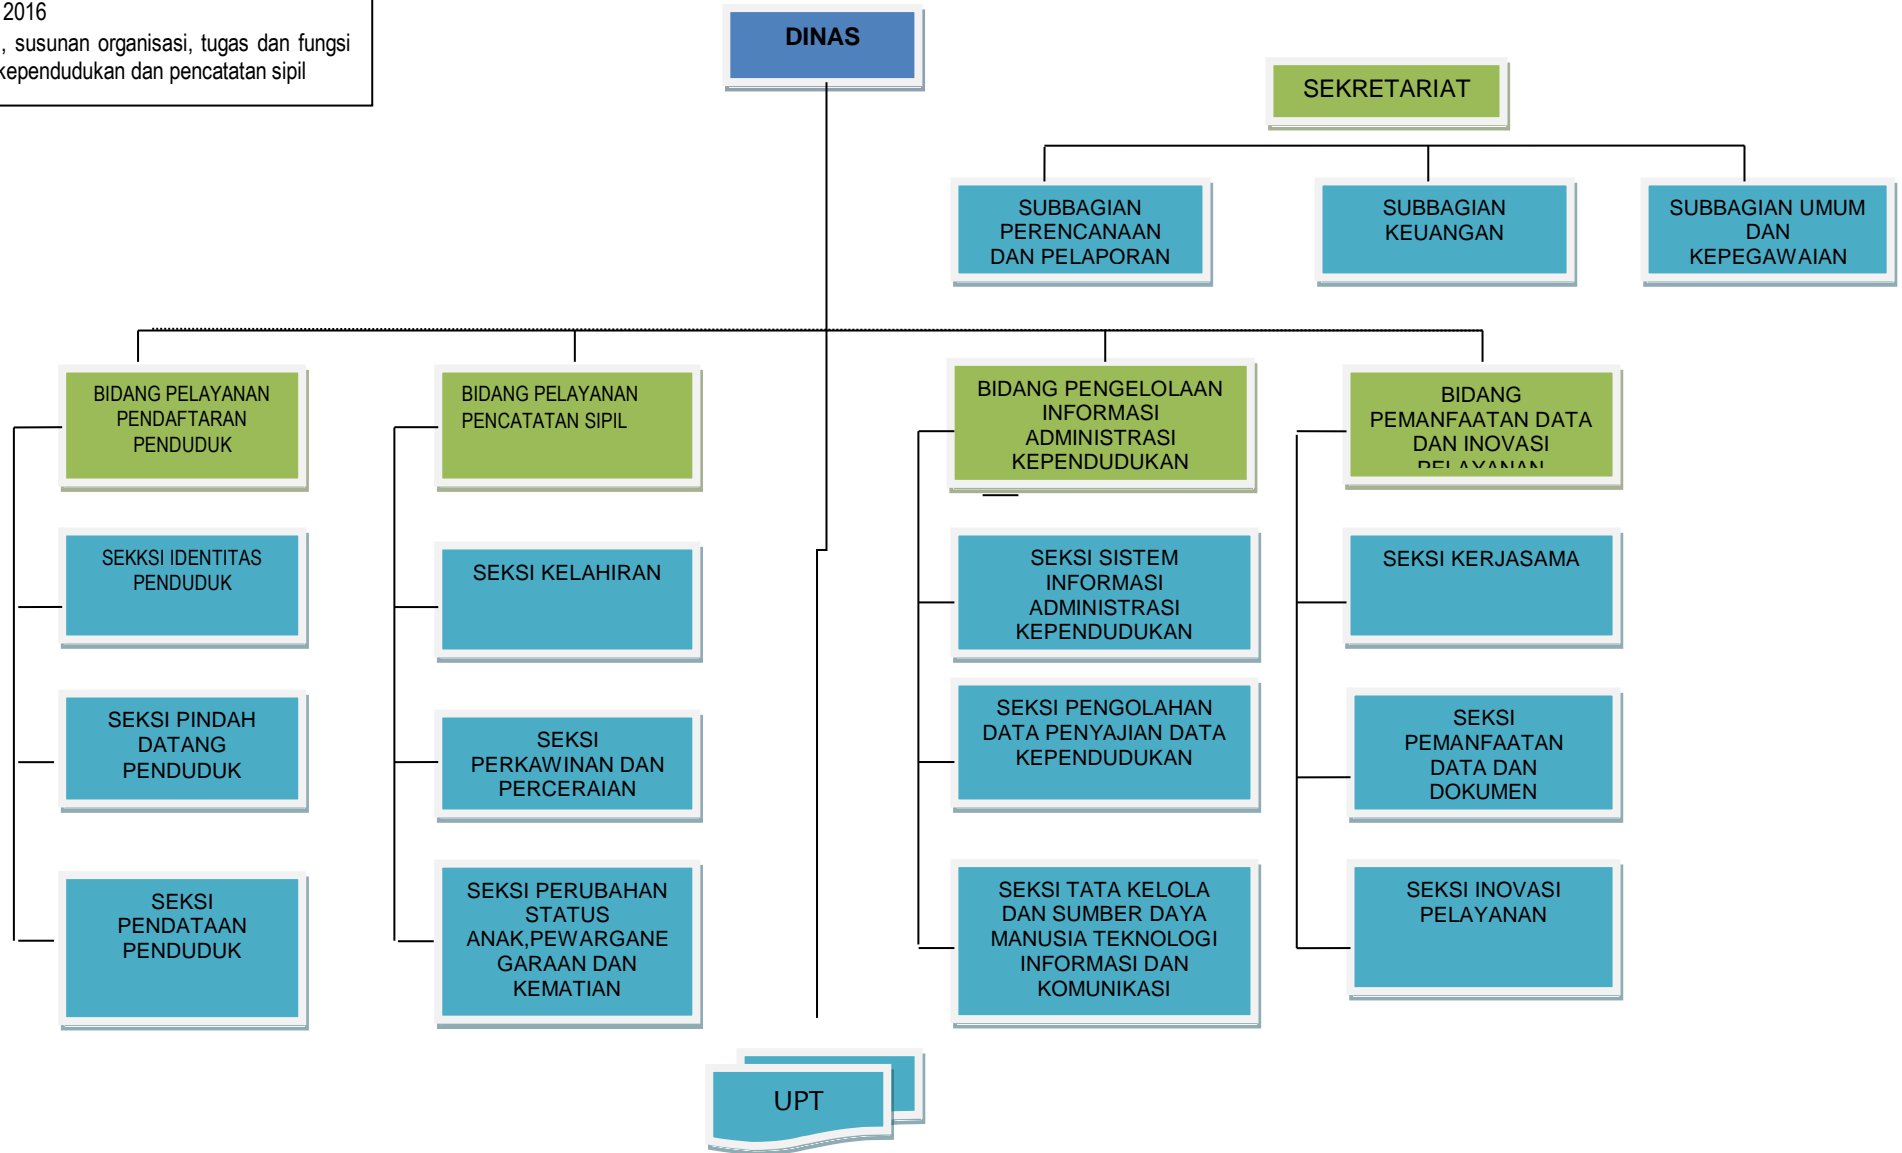 2016
, susunan organisasi, tugas dan fungsi
kependudukan dan pencatatan sipil
DINAS
SEKRETARIAT
SUBBAGIAN
PERENCANAAN
DAN PELAPORAN
SUBBAGIAN
KEUANGAN
SUBBAGIAN UMUM
DAN
KEPEGAWAIAN
BIDANG PELAYANAN
PENDAFTARAN
PENDUDUK
BIDANG PELAYANAN
PENCATATAN SIPIL
BIDANG PENGELOLAAN
INFORMASI
ADMINISTRASI
KEPENDUDUKAN
BIDANG
PEMANFAATAN DATA
DAN INOVASI
PELAYANAN
SEKKSI IDENTITAS
PENDUDUK
SEKSI KELAHIRAN
SEKSI SISTEM
INFORMASI
ADMINISTRASI
KEPENDUDUKAN
SEKSI KERJASAMA
SEKSI PINDAH
DATANG
PENDUDUK
SEKSI
PERKAWINAN DAN
PERCERAIAN
SEKSI PENGOLAHAN
DATA PENYAJIAN DATA
KEPENDUDUKAN
SEKSI
PEMANFAATAN
DATA DAN
DOKUMEN
SEKSI
PENDATAAN
PENDUDUK
SEKSI PERUBAHAN
STATUS
ANAK,PEWARGANE
GARAAN DAN
KEMATIAN
SEKSI TATA KELOLA
DAN SUMBER DAYA
MANUSIA TEKNOLOGI
INFORMASI DAN
KOMUNIKASI
SEKSI INOVASI
PELAYANAN
UPT